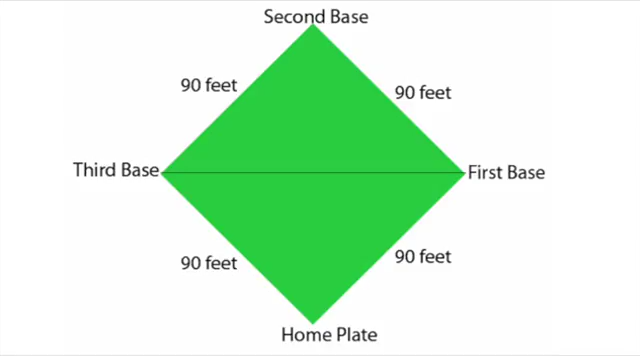 Second Base
90 feet
90 feet
Third Base
First Base
90 feet
90 feet
Home Plate